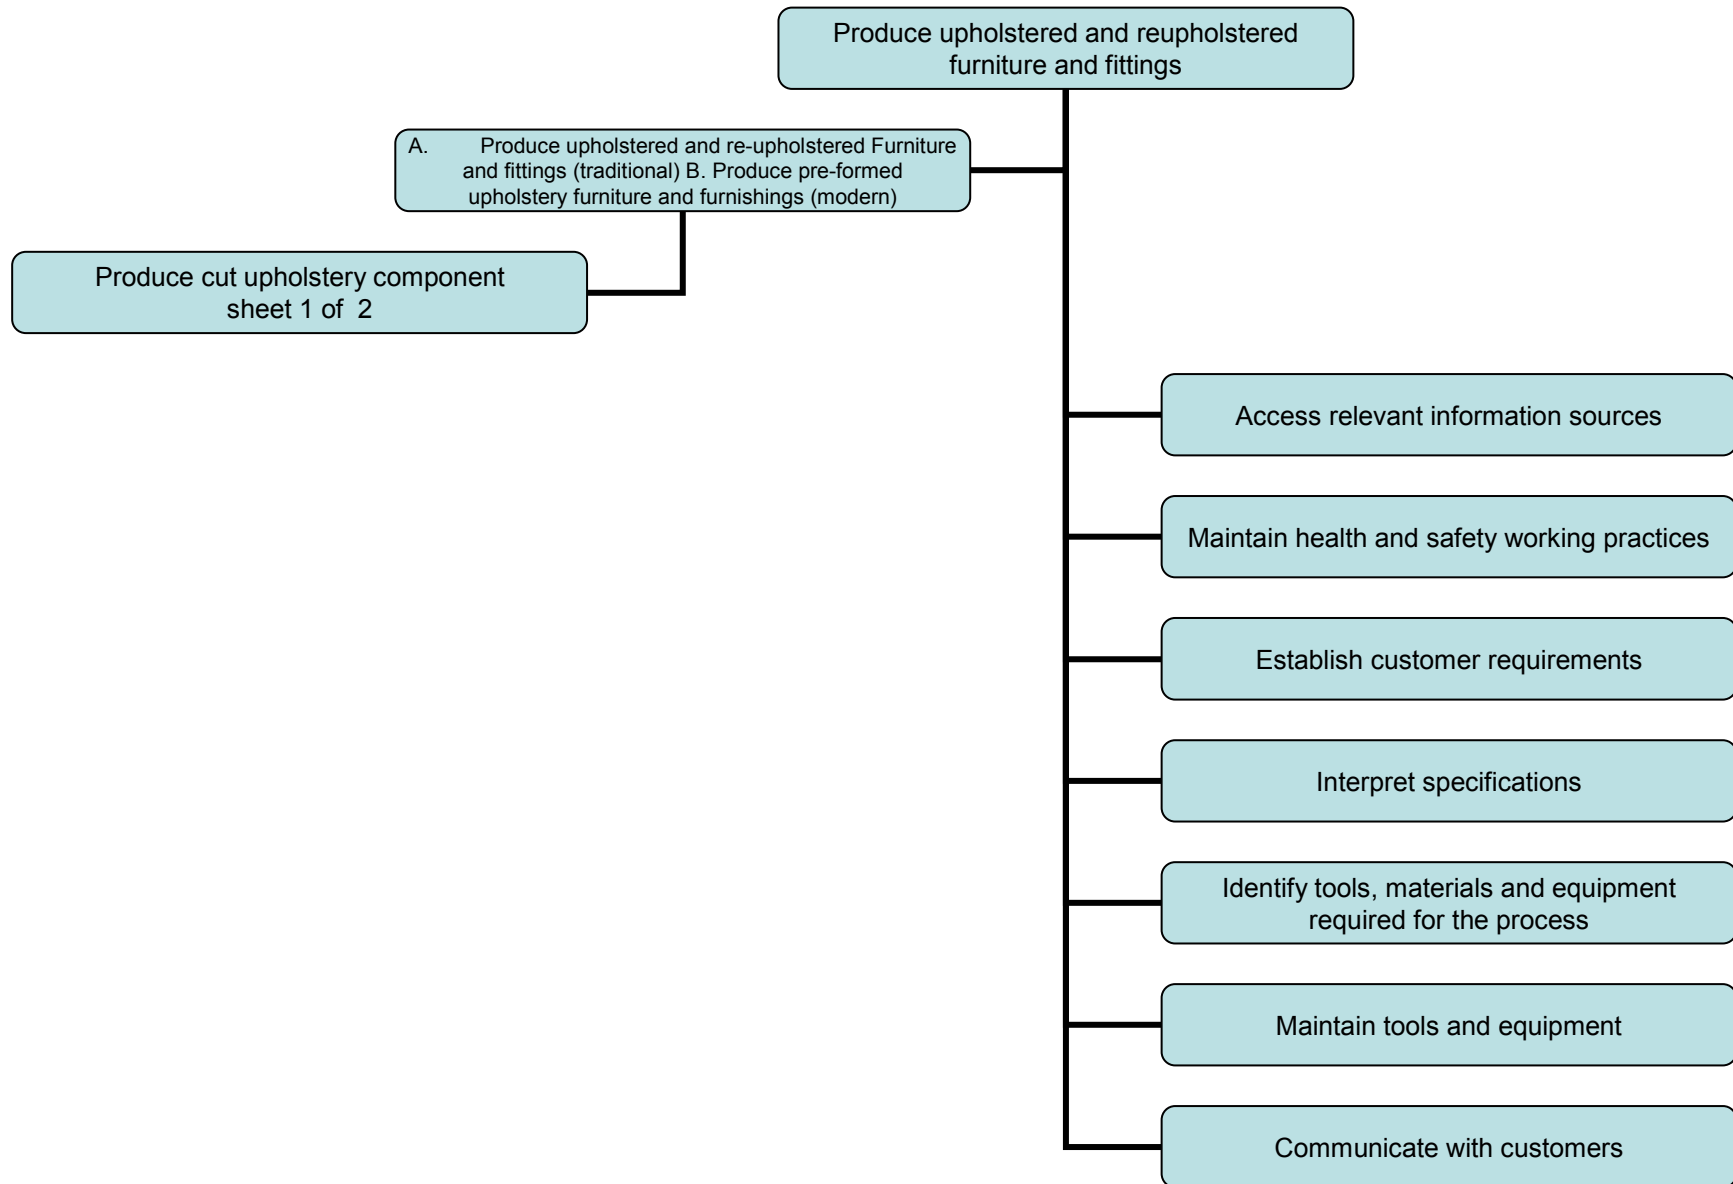 Produce upholstered and reupholstered
furniture and fittings
A. Produce upholstered and re-upholstered Furniture
and fittings (traditional) B. Produce pre-formed
upholstery furniture and furnishings (modern)
Produce cut upholstery component
sheet 1 of 2
Access relevant information sources
Maintain health and safety working practices
Establish customer requirements
Interpret specifications
Identify tools, materials and equipment
required for the process
Maintain tools and equipment
Communicate with customers